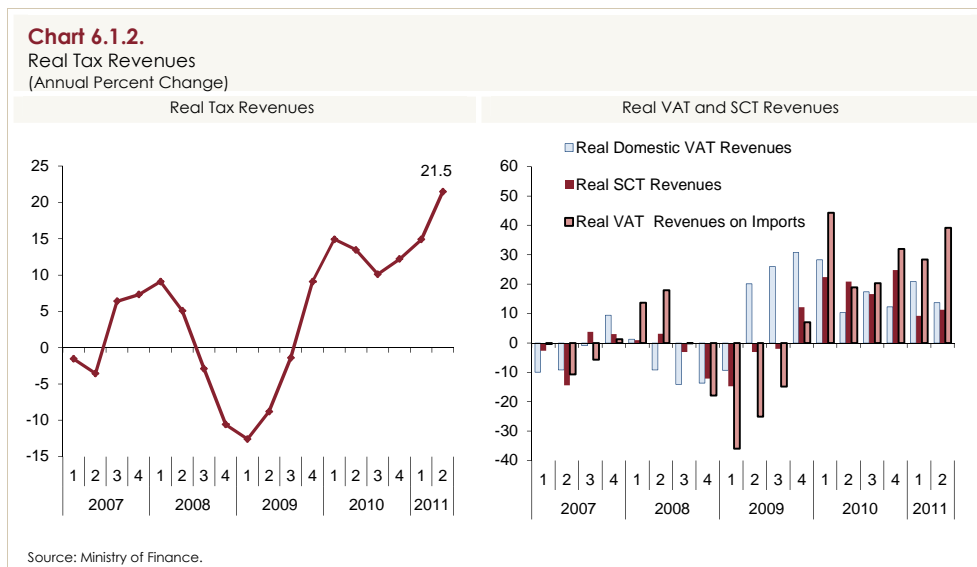 Chart 6.1.2.
Real Tax Revenues
(Annual Percent Change)
Real Tax Revenues
25
20
15
10
5
0
-5
-10
-15
21.5
1 2 3 4 1 2 3 4 1 2 3 4 1 2 3 4 1 2
2007 2008 2009 2010 2011
Real VAT and SCT Revenues
Real Domestic VAT Revenues
Real SCT Revenues
Real VAT Revenues on Imports
60
50
40
30
20
10
0
-10
-20
-30
-40
1 2 3 4 1 2 3 4 1 2 3 4 1 2 3 4 1 2
2007 2008 2009 2010 2011
Source: Ministry of Finance.